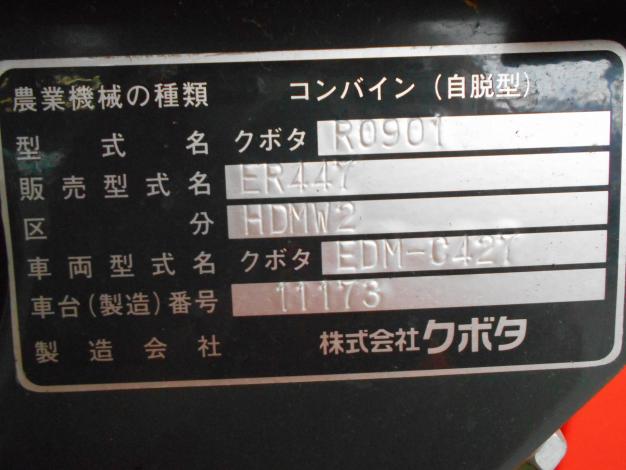 農業機械の種類 コンバイン(自脱型)
型式名 クボタ R0901
販売型式名 ER447
区分 HDMW2
車両型式名 クボタ EDM-C427
車台(製造)番号 11173
製造会社 株式会社クボタ